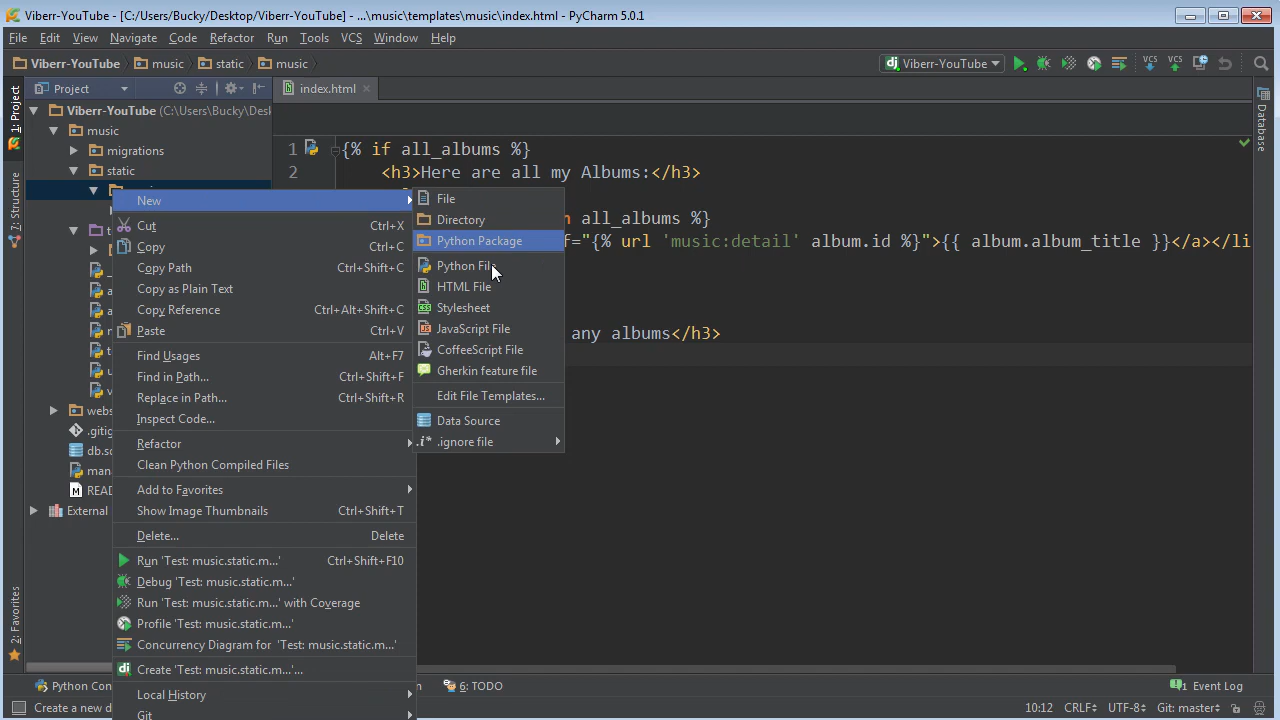 Viberr-YouTube - [C:/Users/Bucky/Desktop/Viberr-YouTube] - ...\music\templates\music\index.html - PyCharm 5.0.1
File Edit View Navigate Code Refactor Run Tools VCS Window Help
Viberr-YouTube music static music Viberr-YouTube
1: Project
Z: Structure
2: Favorites
Project
Viberr-YouTube (C:\Users\Bucky\Desk
music
migrations
static
External
index.html
1 {% if all_albums %}
2 <h3>Here are all my Albums:</h3>
all_albums %}
"{% url 'music:detail' album.id %}">{{ album.album_title }}</a></li
any albums</h3>
New
Cut Ctrl+X
Copy Ctrl+C
Copy Path Ctrl+Shift+C
Copy as Plain Text
Copy Reference Ctrl+Alt+Shift+C
Paste Ctrl+V
Find Usages Alt+F7
Find in Path... Ctrl+Shift+F
Replace in Path... Ctrl+Shift+R
Inspect Code...
Refactor
Clean Python Compiled Files
Add to Favorites
Show Image Thumbnails Ctrl+Shift+T
Delete... Delete
Run 'Test: music.static.m...' Ctrl+Shift+F10
Debug 'Test: music.static.m...'
Run 'Test: music.static.m...' with Coverage
Profile 'Test: music.static.m...'
Concurrency Diagram for 'Test: music.static.m...'
Create 'Test: music.static.m...'...
Local History
Git
File
Directory
Python Package
Python File
HTML File
Stylesheet
JavaScript File
CoffeeScript File
Gherkin feature file
Edit File Templates...
Data Source
.ignore file
Database
Python Con 6: TODO 1 Event Log
Create a new d 10:12 CRLF UTF-8 Git: master